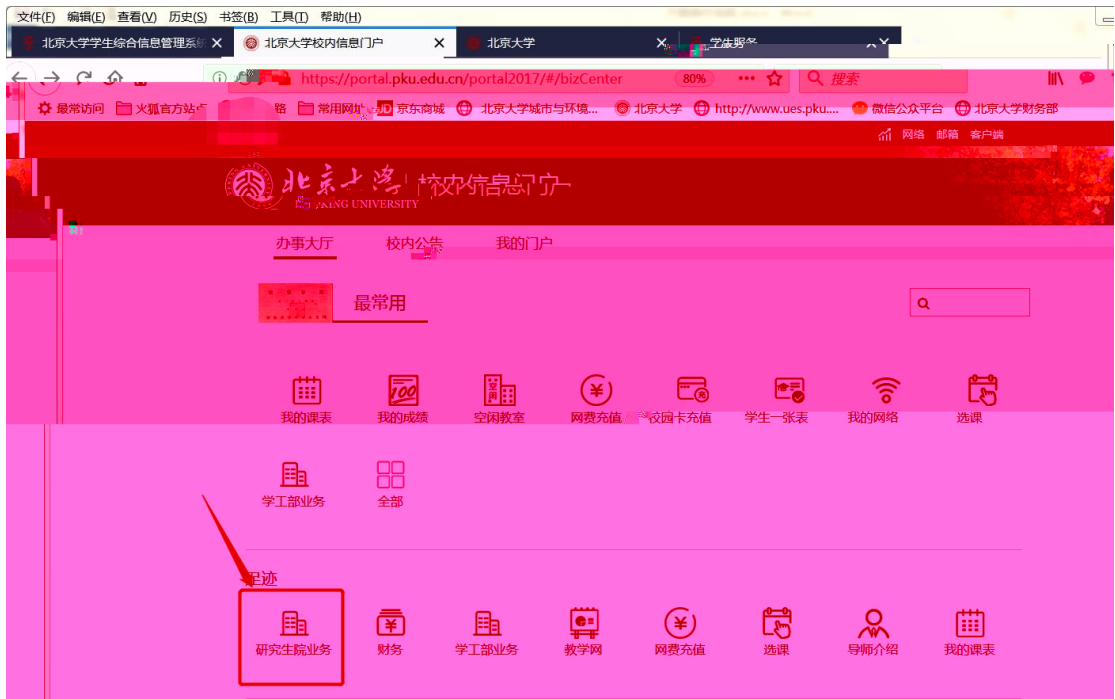 文件(F) 编辑(E) 查看(V) 历史(S) 书签(B) 工具(T) 帮助(H)
北京大学学生综合信息管理系统 北京大学校内信息门户 北京大学 学生服务
https://portal.pku.edu.cn/portal2017/#/bizCenter 80% 搜索
最常访问 火狐官方站点 常用网址 JD 京东商城 北京大学城市与环境... 北京大学 http://www.ues.pku.... 微信公众平台 北京大学财务部
网络 邮箱 客户端
北京大学 校内信息门户
PEKING UNIVERSITY
办事大厅 校内公告 我的门户
最常用
我的课表 我的成绩 空闲教室 网费充值 校园卡充值 学生一张表 我的网络 选课
学工部业务 全部
足迹
研究生院业务 财务 学工部业务 教学网 网费充值 选课 导师介绍 我的课表